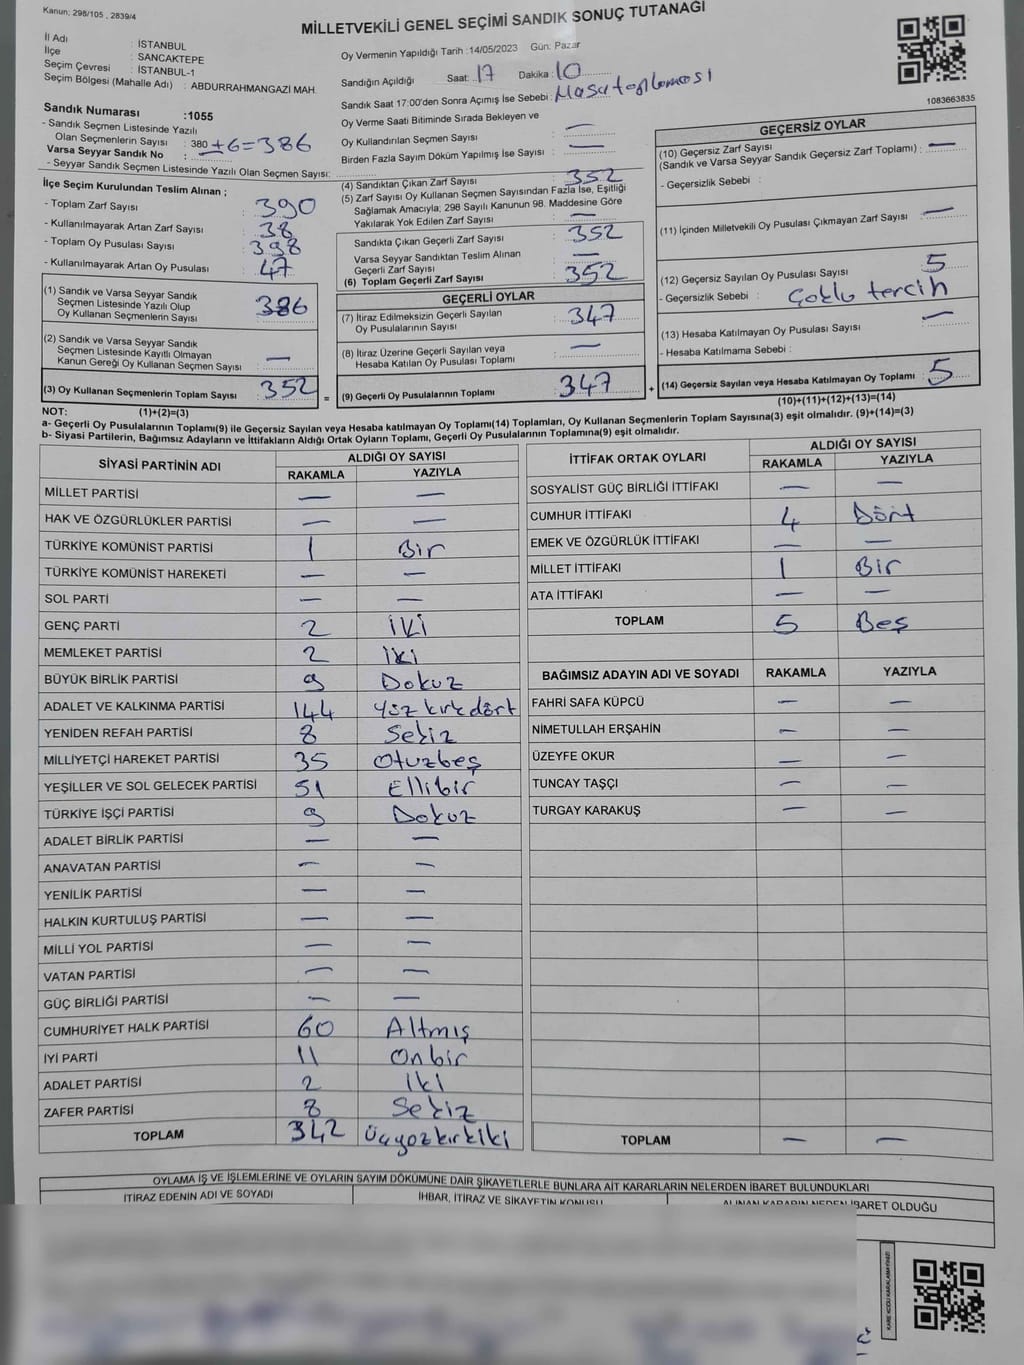 Kanun; 298/105 , 2839/4
MİLLETVEKİLİ GENEL SEÇİMİ SANDIK SONUÇ TUTANAĞI
İl Adı : İSTANBUL
İlçe : SANCAKTEPE
Seçim Çevresi : İSTANBUL-1
Seçim Bölgesi (Mahalle Adı) : ABDURRAHMANGAZİ MAH.
Oy Vermenin Yapıldığı Tarih :14/05/2023 Gün: Pazar
Sandığın Açıldığı Saat: 17 Dakika : 10
Sandık Saat 17:00'den Sonra Açımış İse Sebebi : Masa toplaması
1083663835
Sandık Numarası :1055
- Sandık Seçmen Listesinde Yazılı
Olan Seçmenlerin Sayısı : 380 +6=386
Varsa Seyyar Sandık No :
- Seyyar Sandık Seçmen Listesinde Yazılı Olan Seçmen Sayısı:
Oy Verme Saati Bitiminde Sırada Bekleyen ve
Oy Kullandırılan Seçmen Sayısı : —
Birden Fazla Sayım Döküm Yapılmış İse Sayısı : —
İlçe Seçim Kurulundan Teslim Alınan ;
- Toplam Zarf Sayısı : 390
- Kullanılmayarak Artan Zarf Sayısı : 38
- Toplam Oy Pusulası Sayısı : 398
- Kullanılmayarak Artan Oy Pusulası : 47
(1) Sandık ve Varsa Seyyar Sandık
Seçmen Listesinde Yazılı Olup
Oy Kullanan Seçmenlerin Sayısı : 386
(2) Sandık ve Varsa Seyyar Sandık
Seçmen Listesinde Kayıtlı Olmayan
Kanun Gereği Oy Kullanan Seçmen Sayısı : —
(3) Oy Kullanan Seçmenlerin Toplam Sayısı : 352
(1)+(2)=(3)
(4) Sandıktan Çıkan Zarf Sayısı : 352
(5) Zarf Sayısı Oy Kullanan Seçmen Sayısından Fazla İse, Eşitliği
Sağlamak Amacıyla; 298 Sayılı Kanunun 98. Maddesine Göre
Yakılarak Yok Edilen Zarf Sayısı : —
Sandıkta Çıkan Geçerli Zarf Sayısı : 352
Varsa Seyyar Sandıktan Teslim Alınan
Geçerli Zarf Sayısı : —
(6) Toplam Geçerli Zarf Sayısı : 352
GEÇERLİ OYLAR
(7) İtiraz Edilmeksizin Geçerli Sayılan
Oy Pusulalarının Sayısı : 347
(8) İtiraz Üzerine Geçerli Sayılan veya
Hesaba Katılan Oy Pusulası Toplamı : —
= (9) Geçerli Oy Pusulalarının Toplamı : 347 +
GEÇERSİZ OYLAR
(10) Geçersiz Zarf Sayısı
(Sandık ve Varsa Seyyar Sandık Geçersiz Zarf Toplamı) : —
- Geçersizlik Sebebi :
(11) İçinden Milletvekili Oy Pusulası Çıkmayan Zarf Sayısı : —
(12) Geçersiz Sayılan Oy Pusulası Sayısı : 5
- Geçersizlik Sebebi : Çoklu tercih
(13) Hesaba Katılmayan Oy Pusulası Sayısı : —
- Hesaba Katılmama Sebebi :
(14) Geçersiz Sayılan veya Hesaba Katılmayan Oy Toplamı : 5
(10)+(11)+(12)+(13)=(14)
NOT:
a- Geçerli Oy Pusulalarının Toplamı(9) ile Geçersiz Sayılan veya Hesaba katılmayan Oy Toplamı(14) Toplamları, Oy Kullanan Seçmenlerin Toplam Sayısına(3) eşit olmalıdır. (9)+(14)=(3)
b- Siyasi Partilerin, Bağımsız Adayların ve İttifakların Aldığı Ortak Oyların Toplamı, Geçerli Oy Pusulalarının Toplamına(9) eşit olmalıdır.
SİYASİ PARTİNİN ADI ALDIĞI OY SAYISI
RAKAMLA YAZIYLA
MİLLET PARTİSİ — —
HAK VE ÖZGÜRLÜKLER PARTİSİ — —
TÜRKİYE KOMÜNİST PARTİSİ 1 Bir
TÜRKİYE KOMÜNİST HAREKETİ — —
SOL PARTİ — —
GENÇ PARTİ 2 İki
MEMLEKET PARTİSİ 2 İki
BÜYÜK BİRLİK PARTİSİ 9 Dokuz
ADALET VE KALKINMA PARTİSİ 144 Yüz kırk dört
YENİDEN REFAH PARTİSİ 8 Sekiz
MİLLİYETÇİ HAREKET PARTİSİ 35 Otuzbeş
YEŞİLLER VE SOL GELECEK PARTİSİ 51 Ellibir
TÜRKİYE İŞÇİ PARTİSİ 9 Dokuz
ADALET BİRLİK PARTİSİ — —
ANAVATAN PARTİSİ — —
YENİLİK PARTİSİ — —
HALKIN KURTULUŞ PARTİSİ — —
MİLLİ YOL PARTİSİ — —
VATAN PARTİSİ — —
GÜÇ BİRLİĞİ PARTİSİ — —
CUMHURİYET HALK PARTİSİ 60 Altmış
İYİ PARTİ 11 Onbir
ADALET PARTİSİ 2 İki
ZAFER PARTİSİ 8 Sekiz
TOPLAM 342 Üçyüzkırkiki
İTTİFAK ORTAK OYLARI ALDIĞI OY SAYISI
RAKAMLA YAZIYLA
SOSYALİST GÜÇ BİRLİĞİ İTTİFAKI — —
CUMHUR İTTİFAKI 4 Dört
EMEK VE ÖZGÜRLÜK İTTİFAKI — —
MİLLET İTTİFAKI 1 Bir
ATA İTTİFAKI — —
TOPLAM 5 Beş
BAĞIMSIZ ADAYIN ADI VE SOYADI RAKAMLA YAZIYLA
FAHRİ SAFA KÜPCÜ — —
NİMETULLAH ERŞAHİN — —
ÜZEYFE OKUR — —
TUNCAY TAŞÇI — —
TURGAY KARAKUŞ — —
TOPLAM — —
OYLAMA İŞ VE İŞLEMLERİNE VE OYLARIN SAYIM DÖKÜMÜNE DAİR ŞİKAYETLERLE BUNLARA AİT KARARLARIN NELERDEN İBARET BULUNDUKLARI
İTİRAZ EDENİN ADI VE SOYADI
İHBAR, İTİRAZ VE ŞİKAYETİN KONUSU
ALINAN KARARIN NEDEN İBARET OLDUĞU